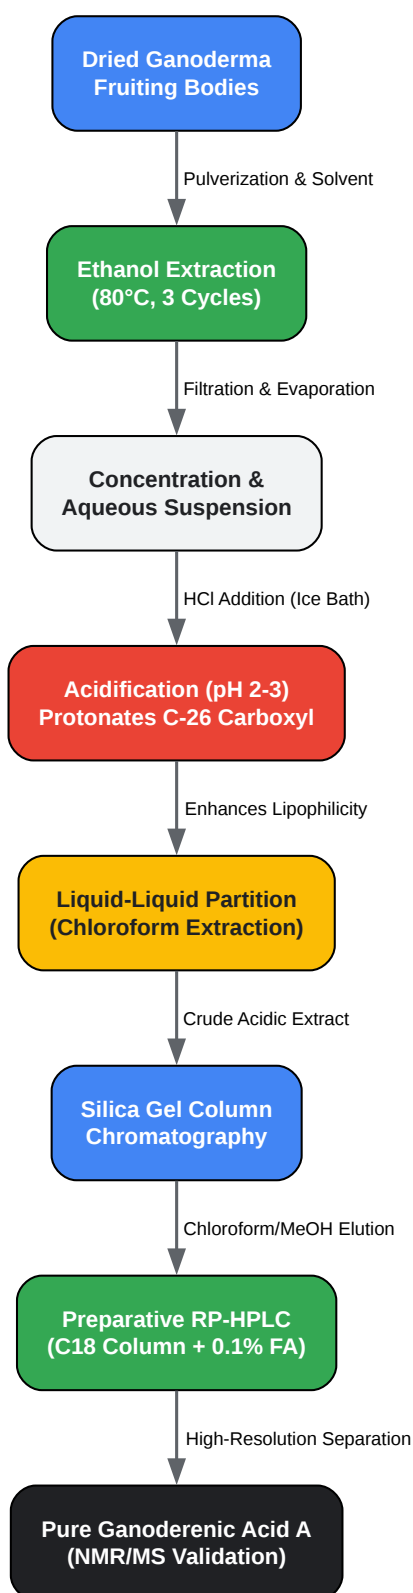 Dried Ganoderma
Fruiting Bodies
Pulverization & Solvent
Ethanol Extraction
(80°C, 3 Cycles)
Filtration & Evaporation
Concentration &
Aqueous Suspension
HCl Addition (Ice Bath)
Acidification (pH 2-3)
Protonates C-26 Carboxyl
Enhances Lipophilicity
Liquid-Liquid Partition
(Chloroform Extraction)
Crude Acidic Extract
Silica Gel Column
Chromatography
Chloroform/MeOH Elution
Preparative RP-HPLC
(C18 Column + 0.1% FA)
High-Resolution Separation
Pure Ganoderenic Acid A
(NMR/MS Validation)